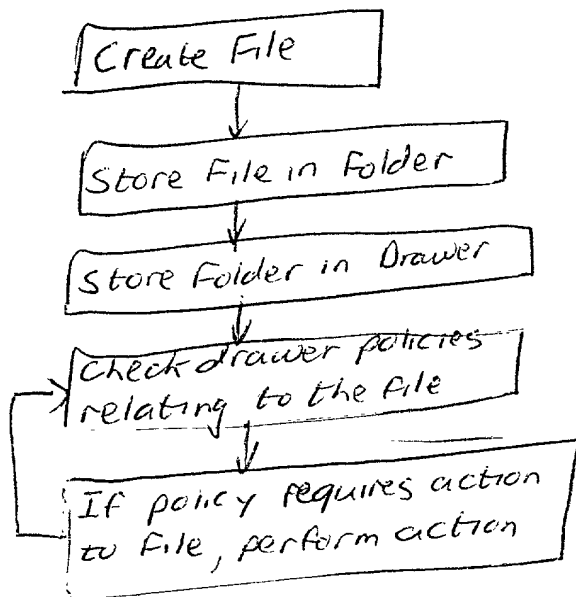 Create File
Store File in Folder
Store Folder in Drawer
Check drawer policies
relating to the file
If policy requires action
to file, perform action